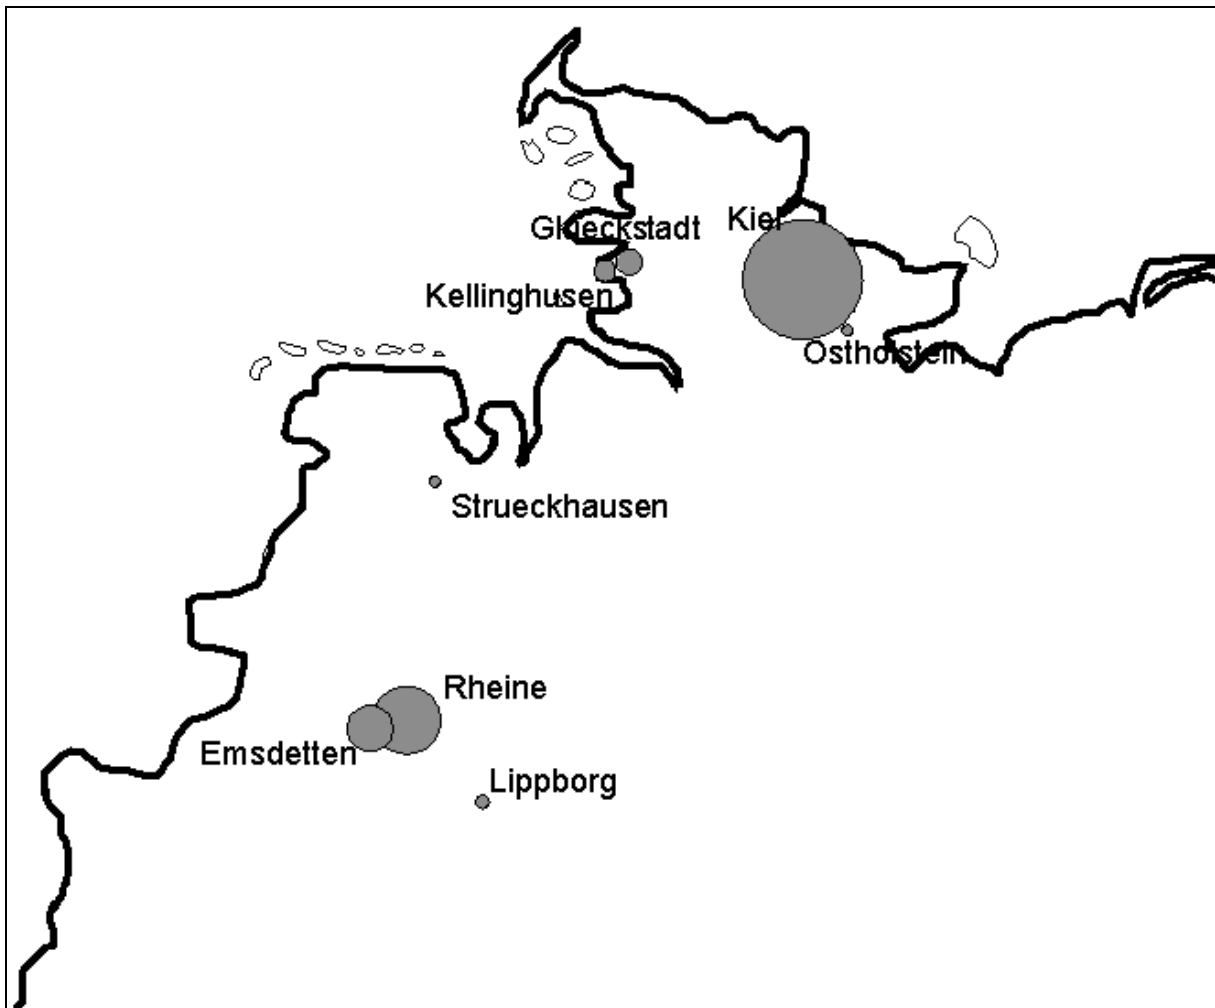 Kiel
Glueckstadt
Kellinghusen
Ostholstein
Strueckhausen
Rheine
Emsdetten
Lippborg